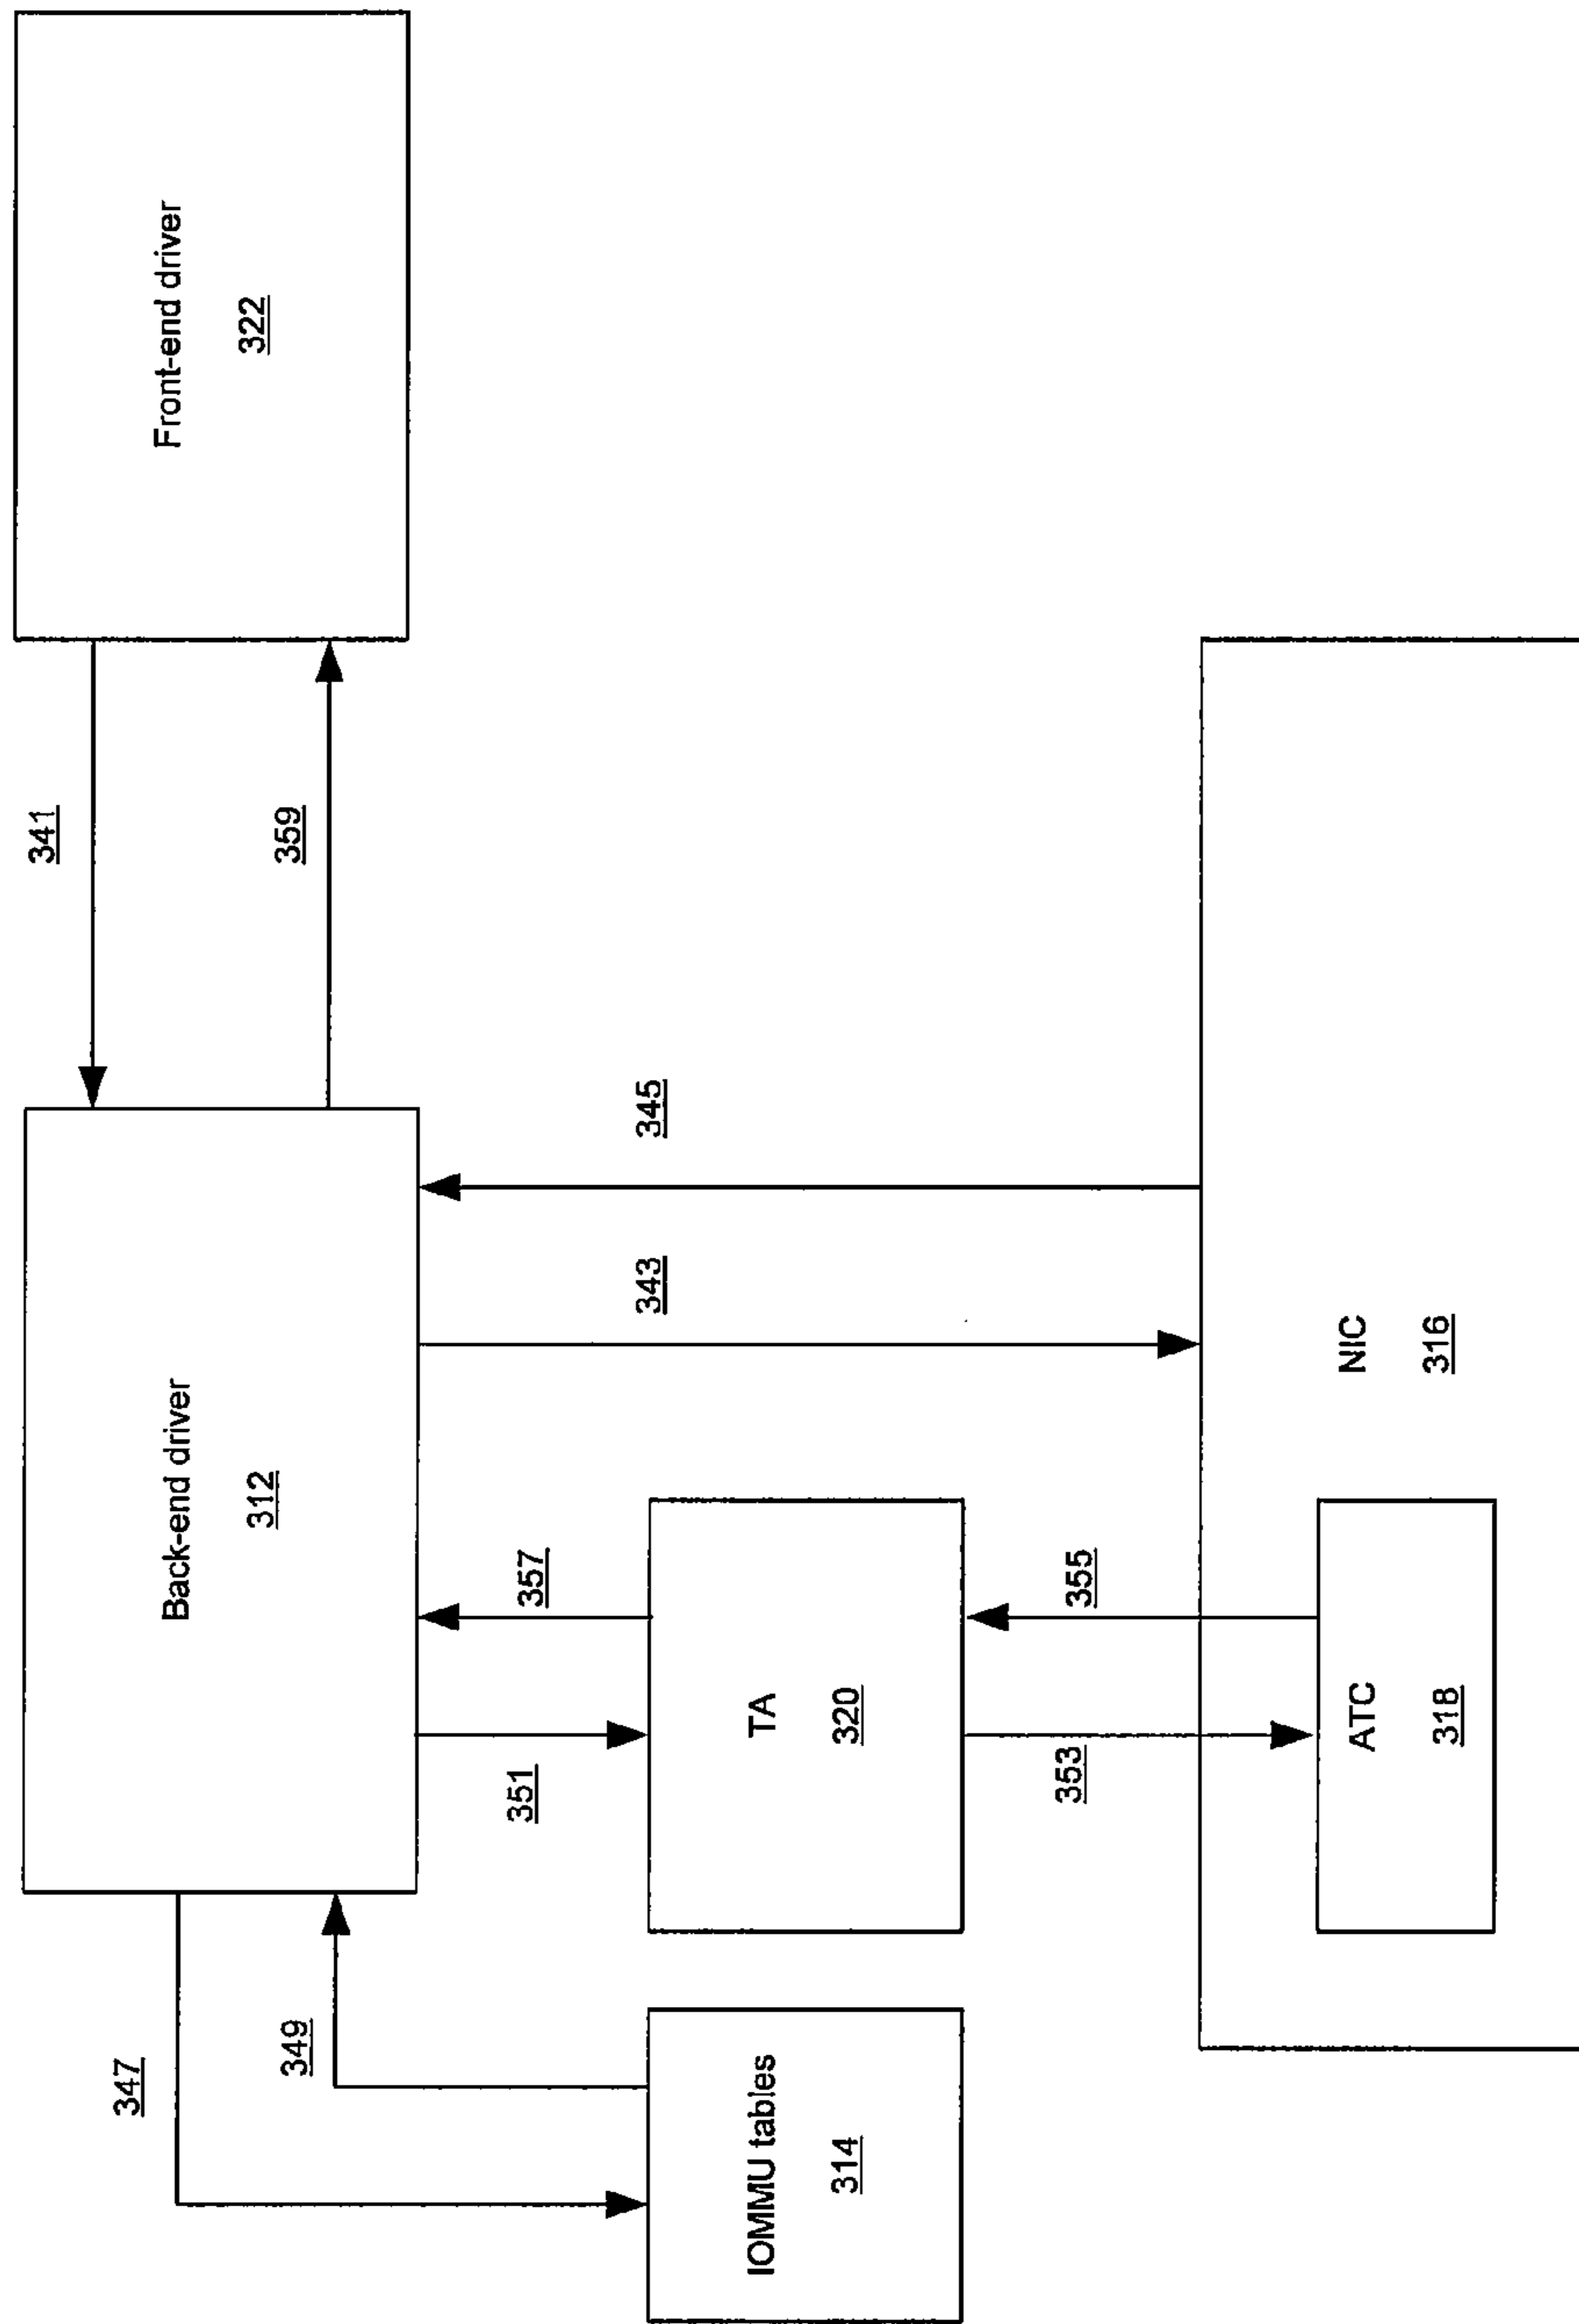 347
341
Back-end driver
312
Front-end driver
322
349
359
351
357
343
345
IOMMU tables
314
TA
320
353
355
ATC
318
NIC
316